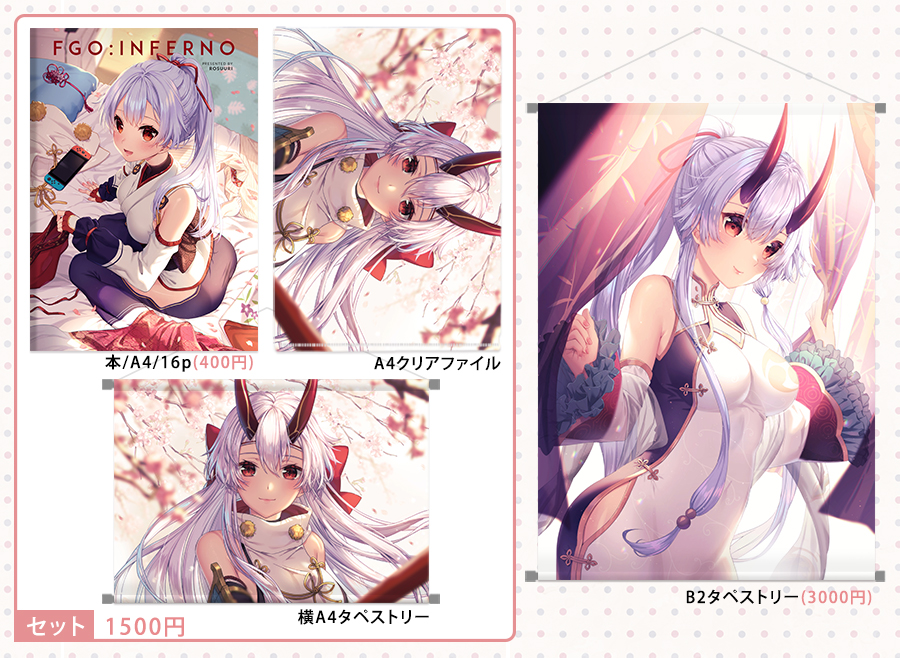 FGO:INFERNO
PRESENTED BY:
ROSUURI
本/A4/16p(400円)
A4クリアファイル
横A4タペストリー
セット 1500円
B2タペストリー(3000円)